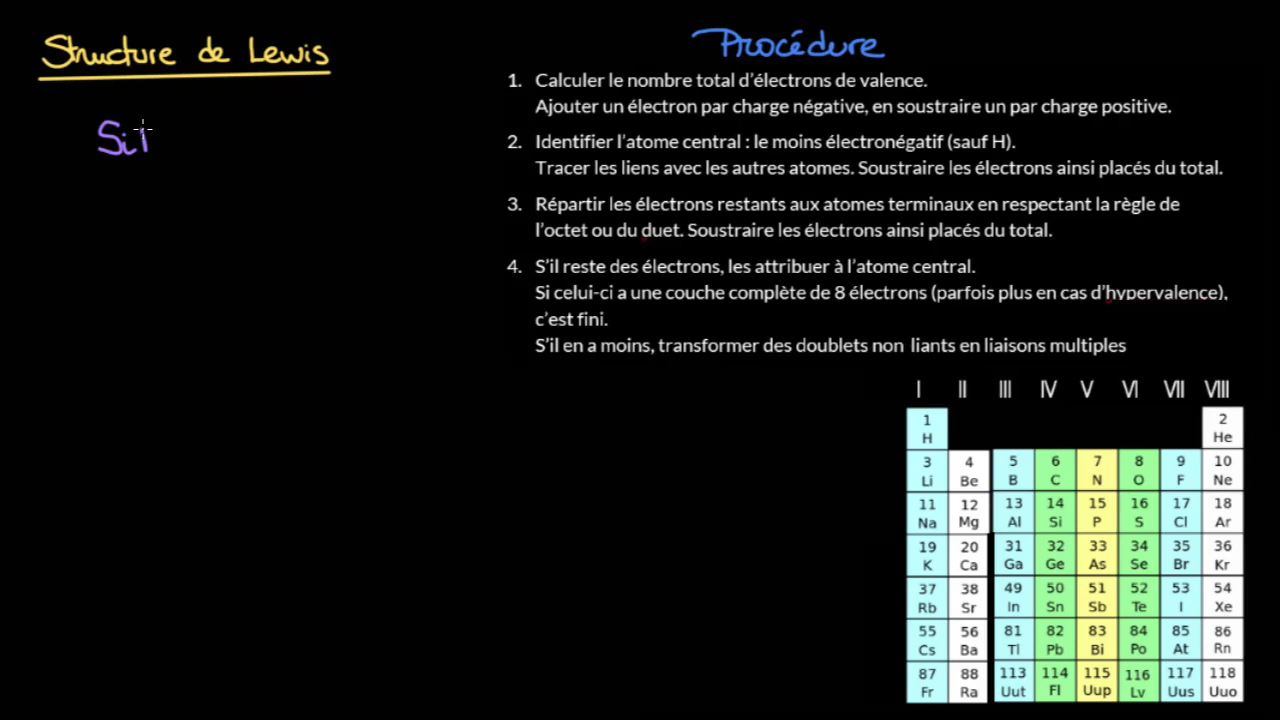 Structure de Lewis
Procédure
Si
1. Calculer le nombre total d'électrons de valence.
Ajouter un électron par charge négative, en soustraire un par charge positive.
2. Identifier l'atome central : le moins électronégatif (sauf H).
Tracer les liens avec les autres atomes. Soustraire les électrons ainsi placés du total.
3. Répartir les électrons restants aux atomes terminaux en respectant la règle de
l'octet ou du duet. Soustraire les électrons ainsi placés du total.
4. S'il reste des électrons, les attribuer à l'atome central.
Si celui-ci a une couche complète de 8 électrons (parfois plus en cas d'hypervalence),
c'est fini.
S'il en a moins, transformer des doublets non liants en liaisons multiples
I II III IV V VI VII VIII
1 2
H He
3 4 5 6 7 8 9 10
Li Be B C N O F Ne
11 12 13 14 15 16 17 18
Na Mg Al Si P S Cl Ar
19 20 31 32 33 34 35 36
K Ca Ga Ge As Se Br Kr
37 38 49 50 51 52 53 54
Rb Sr In Sn Sb Te I Xe
55 56 81 82 83 84 85 86
Cs Ba Tl Pb Bi Po At Rn
87 88 113 114 115 116 117 118
Fr Ra Uut Fl Uup Lv Uus Uuo